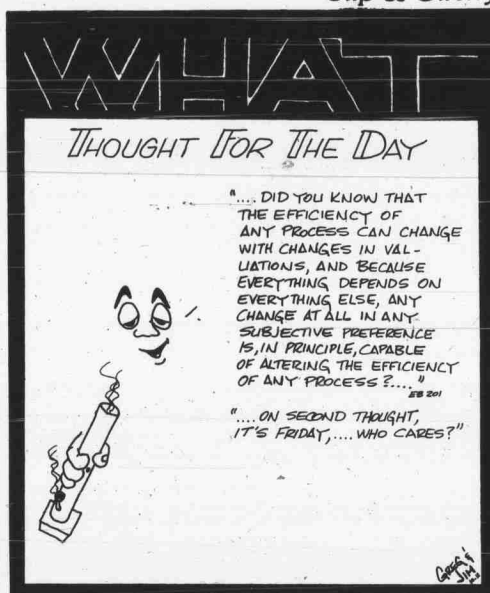 WHAT
THOUGHT FOR THE DAY
".... DID YOU KNOW THAT
THE EFFICIENCY OF
ANY PROCESS CAN CHANGE
WITH CHANGES IN VAL-
UATIONS, AND BECAUSE
EVERYTHING DEPENDS ON
EVERYTHING ELSE, ANY
CHANGE AT ALL IN ANY
SUBJECTIVE PREFERENCE
IS, IN PRINCIPLE, CAPABLE
OF ALTERING THE EFFICIENCY
OF ANY PROCESS?.... "
EB 201
".... ON SECOND THOUGHT,
IT'S FRIDAY,.... WHO CARES?"
GREG &
JIM